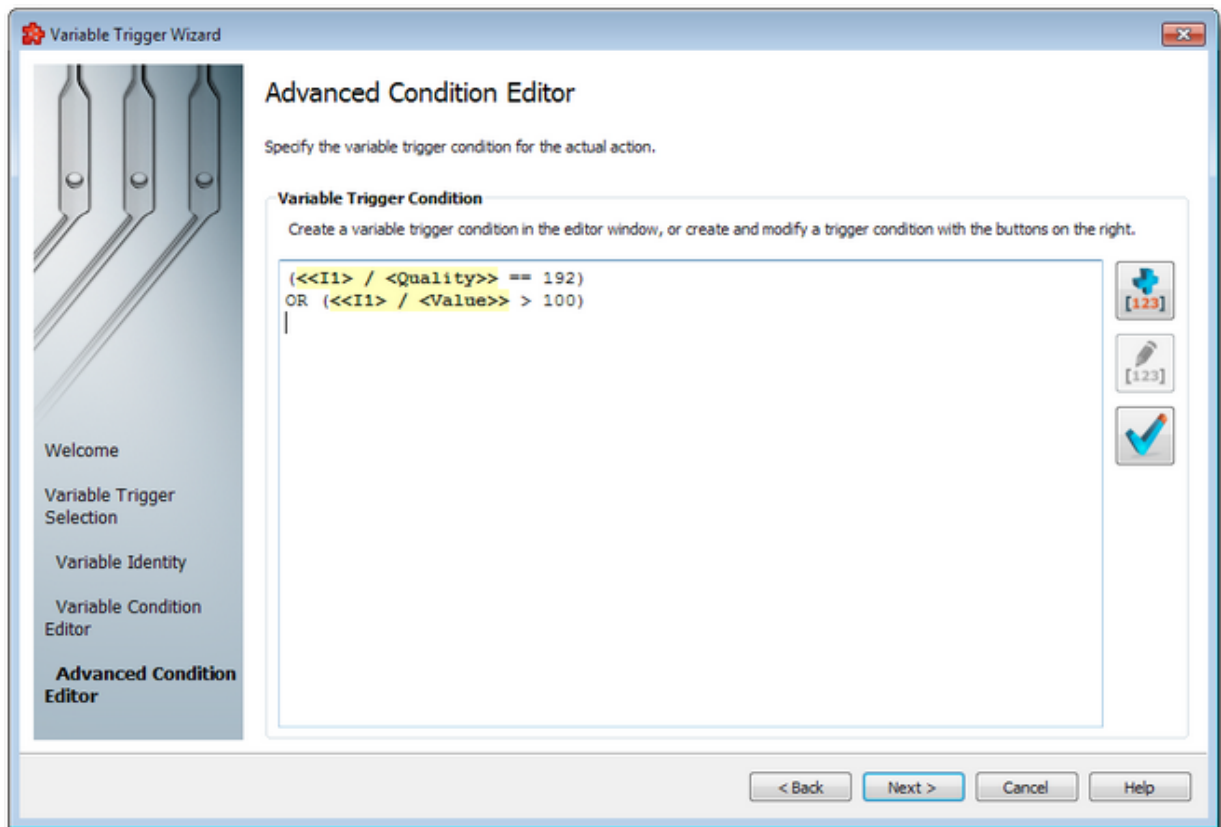 Variable Trigger Wizard
Advanced Condition Editor
Specify the variable trigger condition for the actual action.
Variable Trigger Condition
Create a variable trigger condition in the editor window, or create and modify a trigger condition with the buttons on the right.
(<<I1> / <Quality>> == 192)
OR (<<I1> / <Value>> > 100)
[123]
[123]
Welcome
Variable Trigger
Selection
Variable Identity
Variable Condition
Editor
Advanced Condition
Editor
< Back
Next >
Cancel
Help